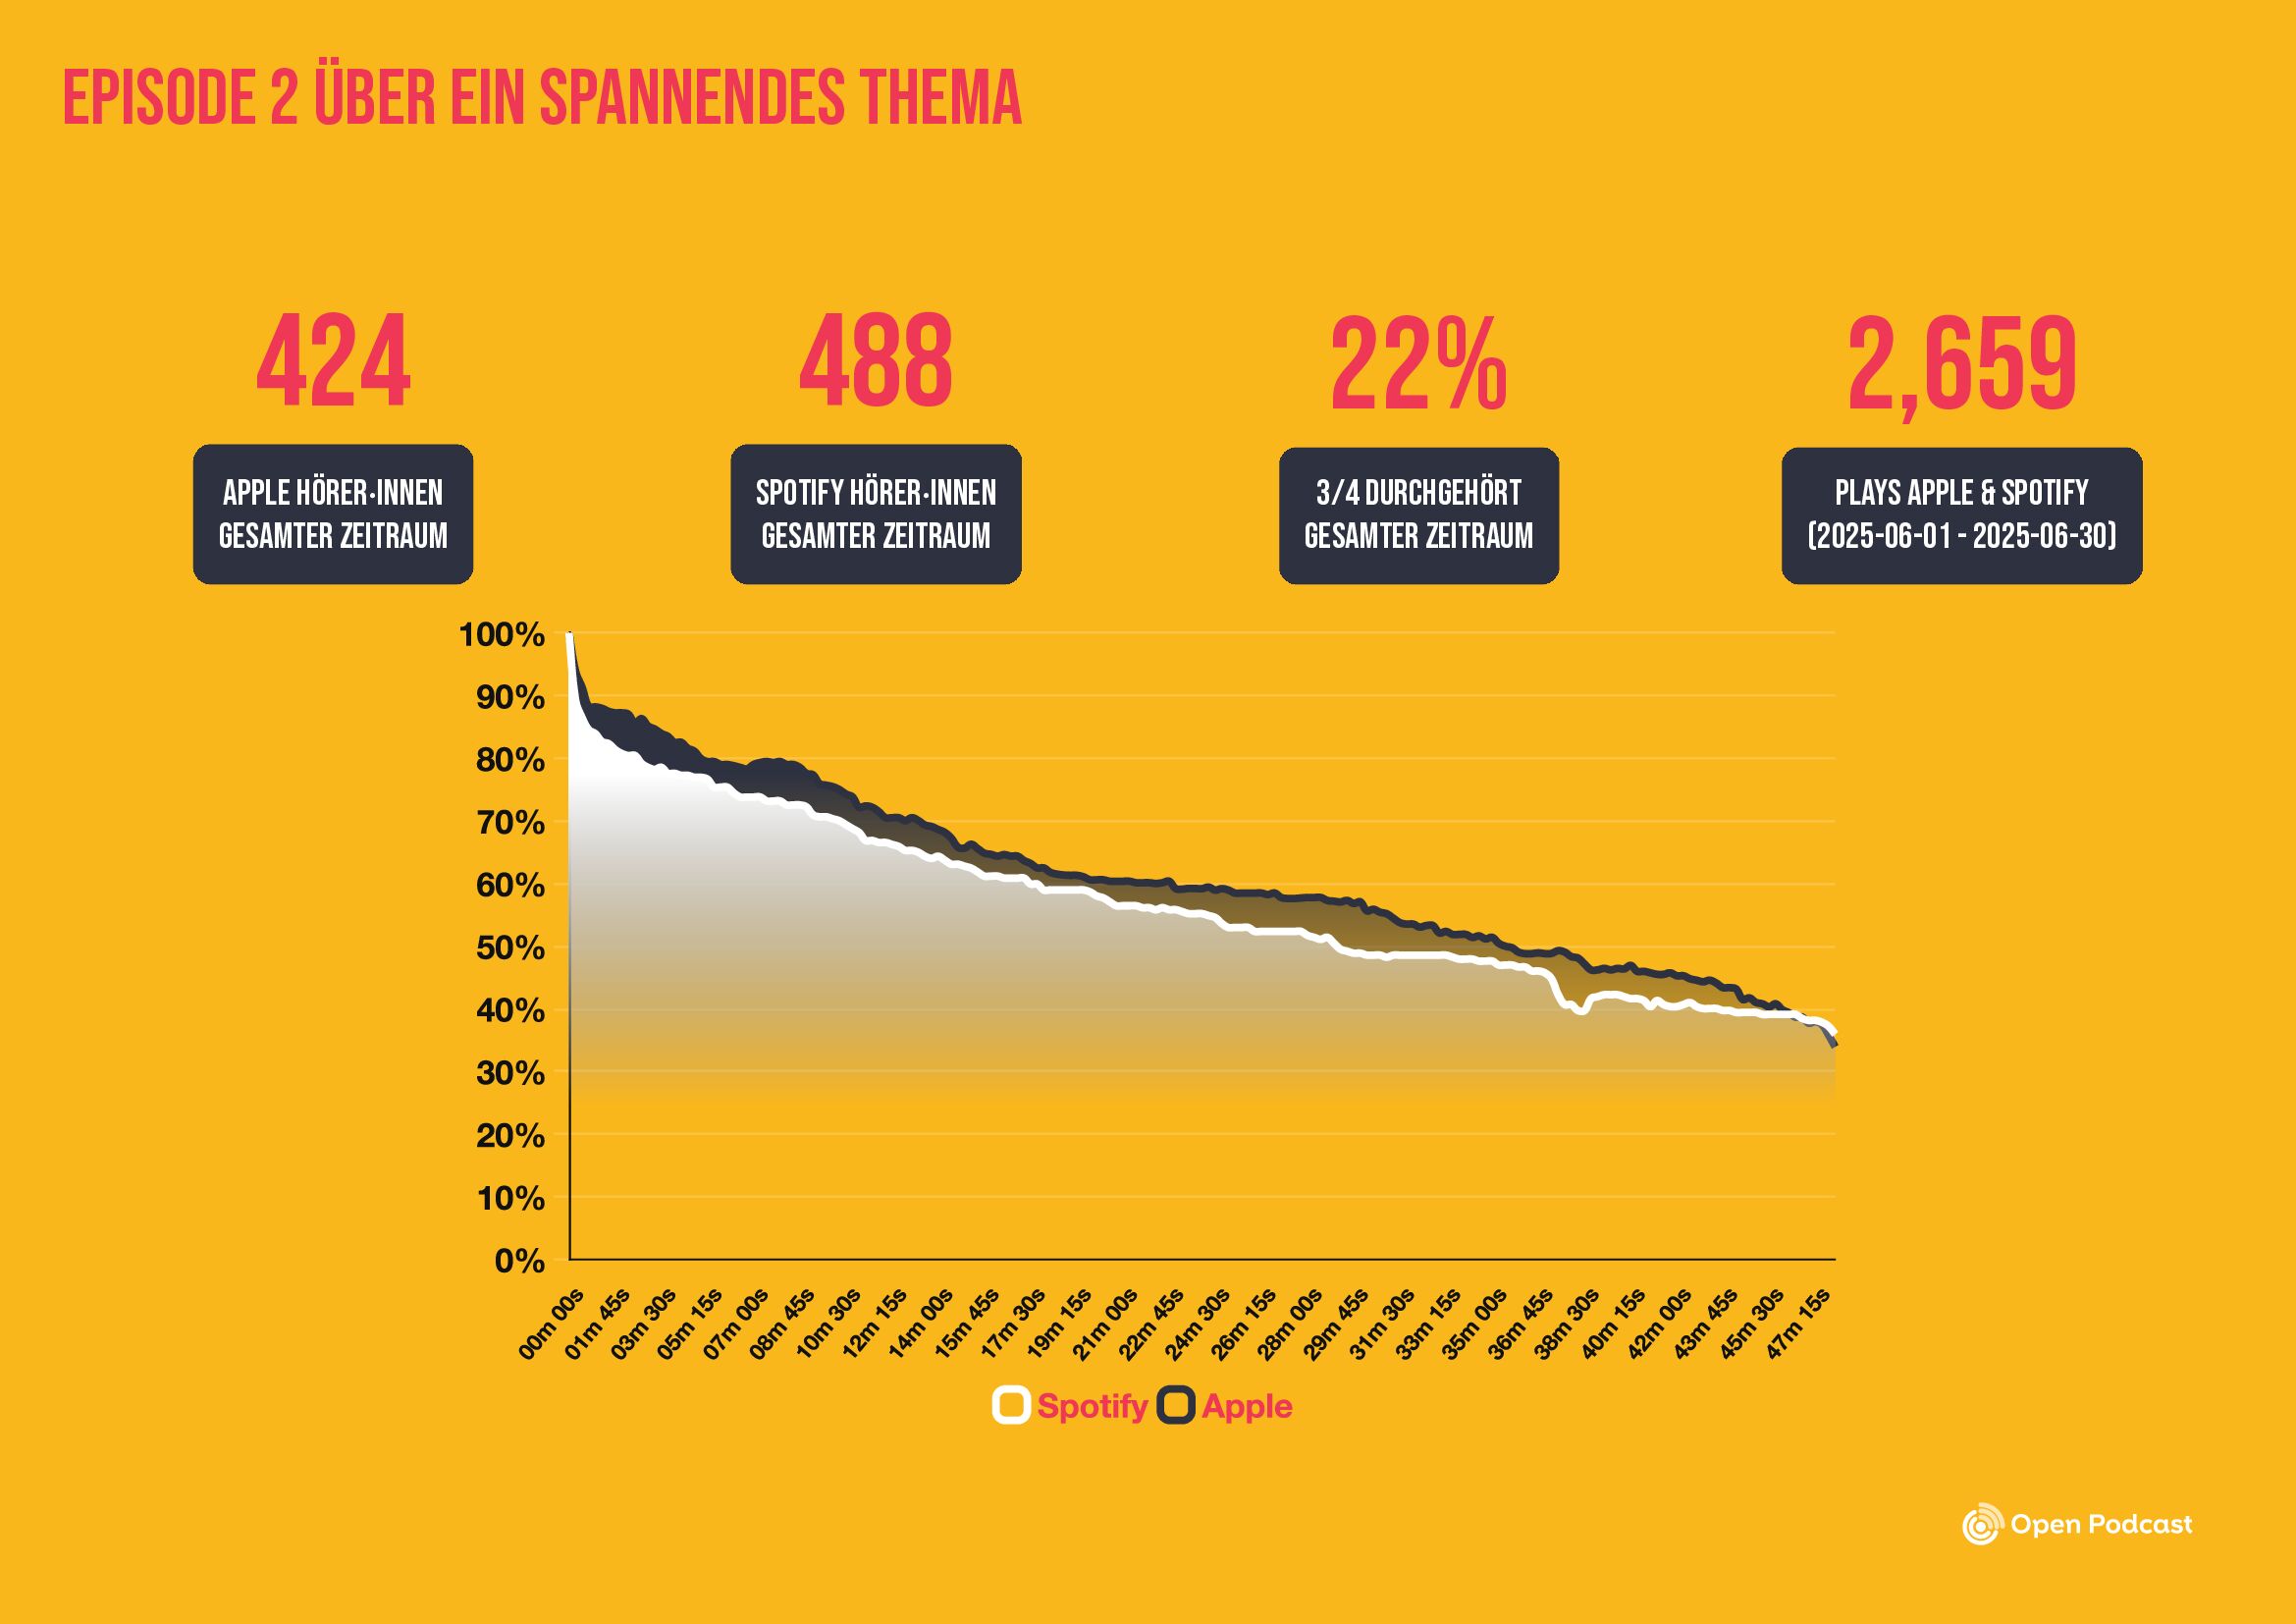 EPISODE 2 ÜBER EIN SPANNENDES THEMA
424
APPLE HÖRER·INNEN
GESAMTER ZEITRAUM
488
SPOTIFY HÖRER·INNEN
GESAMTER ZEITRAUM
22%
3/4 DURCHGEHÖRT
GESAMTER ZEITRAUM
2,659
PLAYS APPLE & SPOTIFY
(2025-06-01 - 2025-06-30)
100%
90%
80%
70%
60%
50%
40%
30%
20%
10%
0%
00m 00s
01m 45s
03m 30s
05m 15s
07m 00s
08m 45s
10m 30s
12m 15s
14m 00s
15m 45s
17m 30s
19m 15s
21m 00s
22m 45s
24m 30s
26m 15s
28m 00s
29m 45s
31m 30s
33m 15s
35m 00s
36m 45s
38m 30s
40m 15s
42m 00s
43m 45s
45m 30s
47m 15s
Spotify Apple
Open Podcast